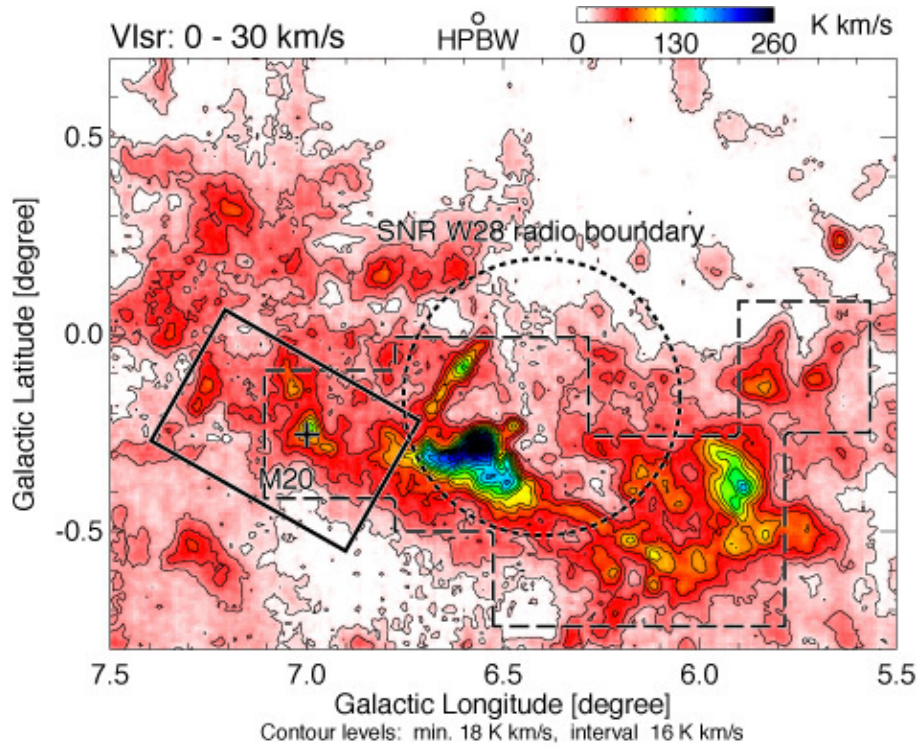 Vlsr: 0 - 30 km/s
HPBW
K km/s
0 130 260
SNR W28 radio boundary
M20
0.5
0.0
-0.5
Galactic Latitude [degree]
7.5 7.0 6.5 6.0 5.5
Galactic Longitude [degree]
Contour levels: min. 18 K km/s, interval 16 K km/s